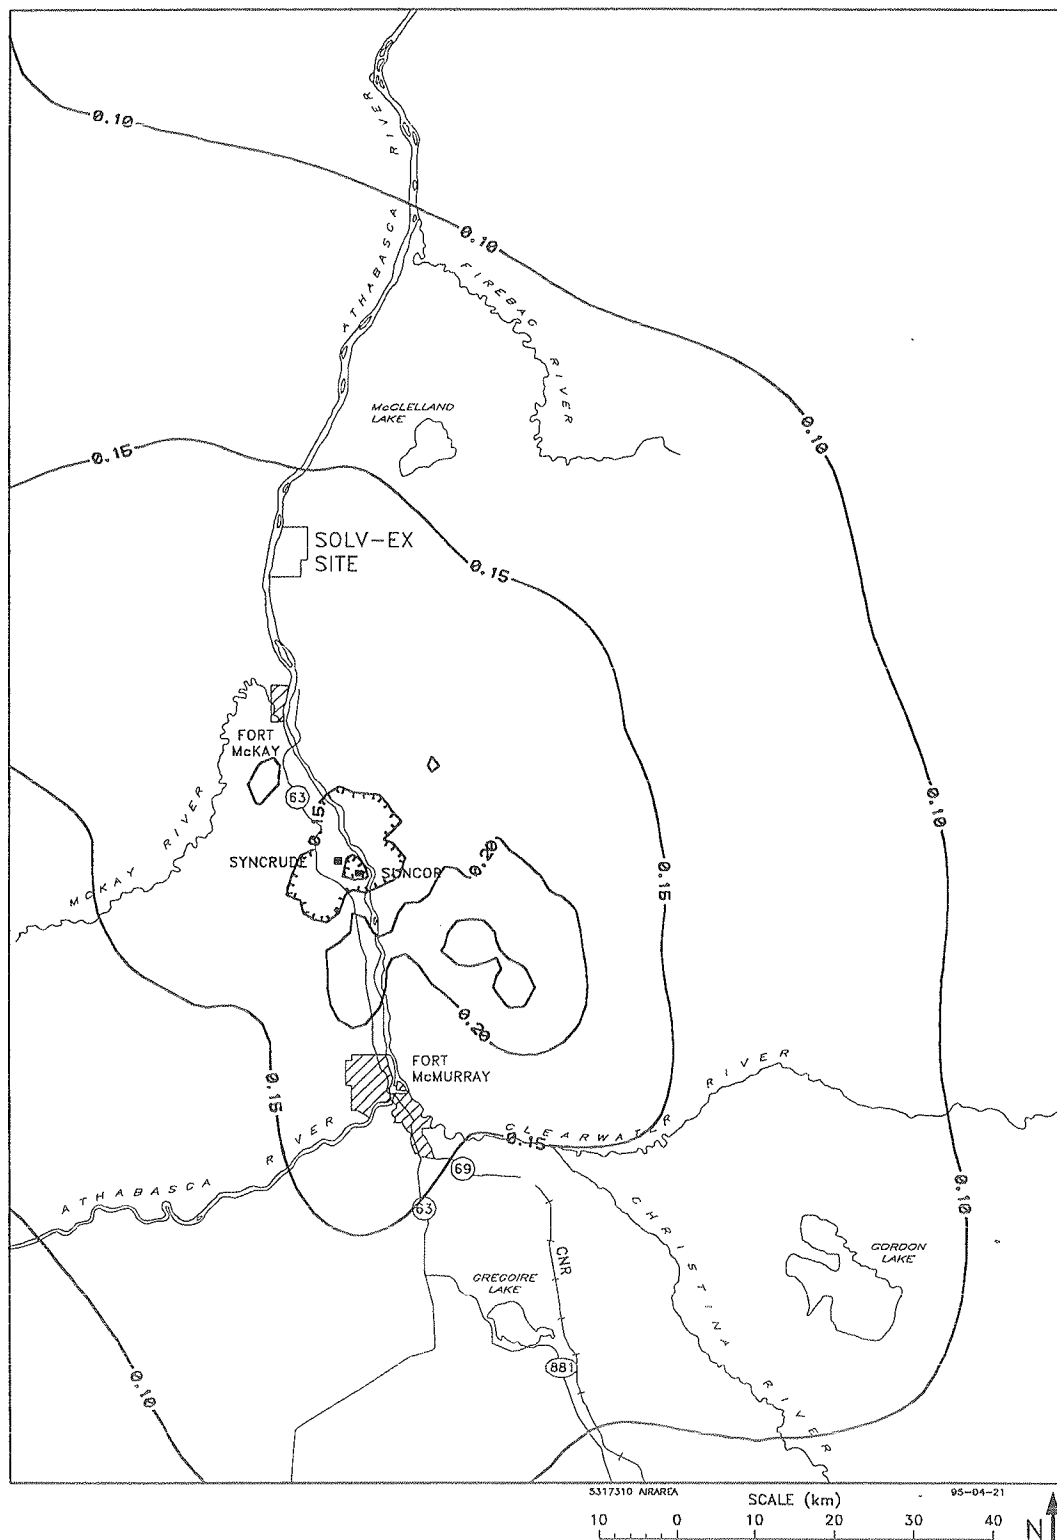 0.10
RIVER
ATHABASCA
0.10
FIREBAG
RIVER
McCLELLAND
LAKE
0.10
0.15
SOLV-EX
SITE
0.15
FORT
McKAY
63
MCKAY RIVER
0.15
0.10
SYNCRUDE
SUNCOR
0.20
0.15
0.20
FORT
McMURRAY
0.15
CLEARWATER RIVER
0.15
ATHABASCA
69
0.10
63
CHRISTINA RIVER
CNR
GORDON
LAKE
GREGOIRE
LAKE
881
0.10
5317310 AIRAREA
95-04-21
SCALE (km)
10 0 10 20 30 40
N